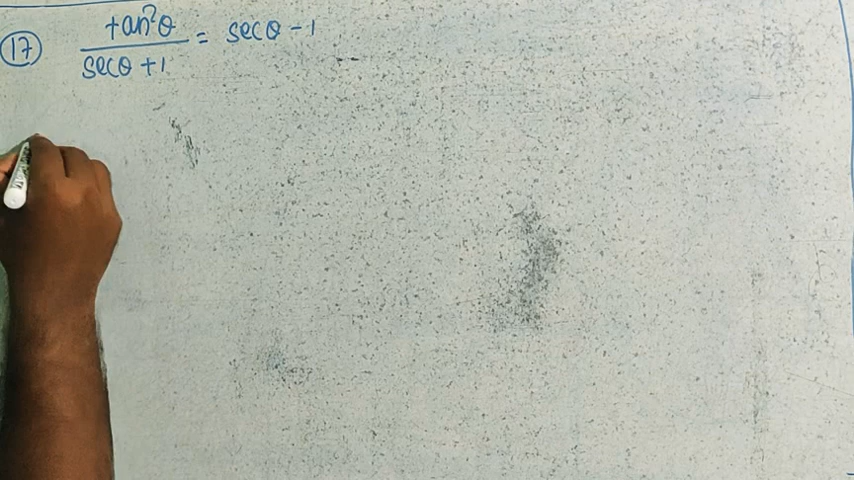 (17) tan²θ / secθ + 1 = secθ - 1